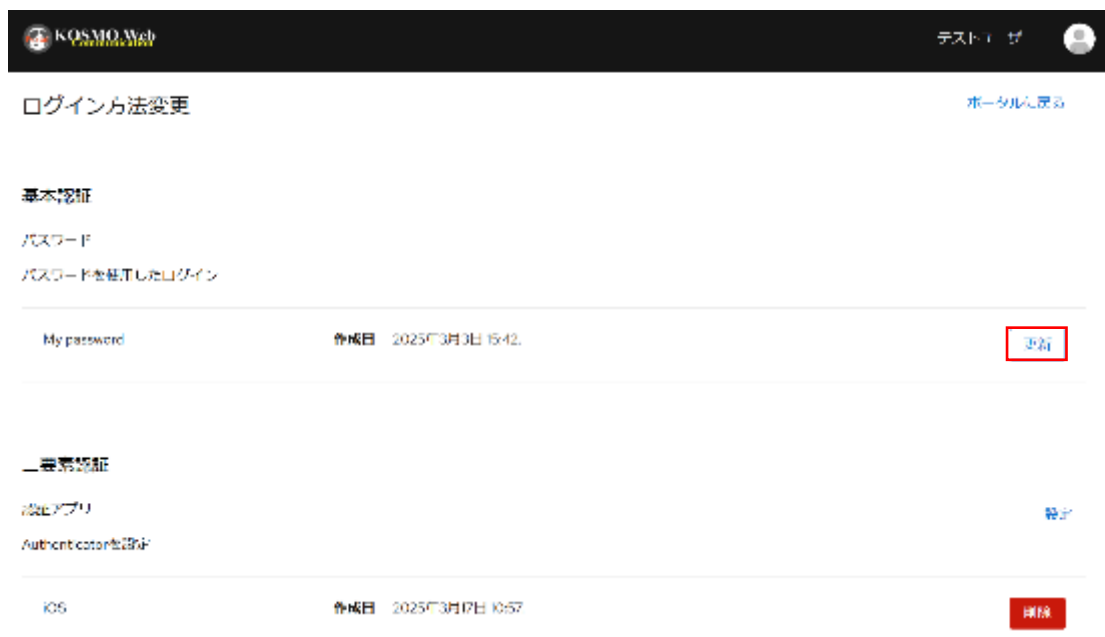 KOSMO Web
Communication
テストユーザ
ログイン方法変更
ポータルに戻る
基本認証
パスワード
パスワードを使用したログイン
My password 作成日 2025年3月3日 15:42 更新
二要素認証
認証アプリ
設定
Authenticatorを設定
iOS 作成日 2025年3月17日 10:57 削除